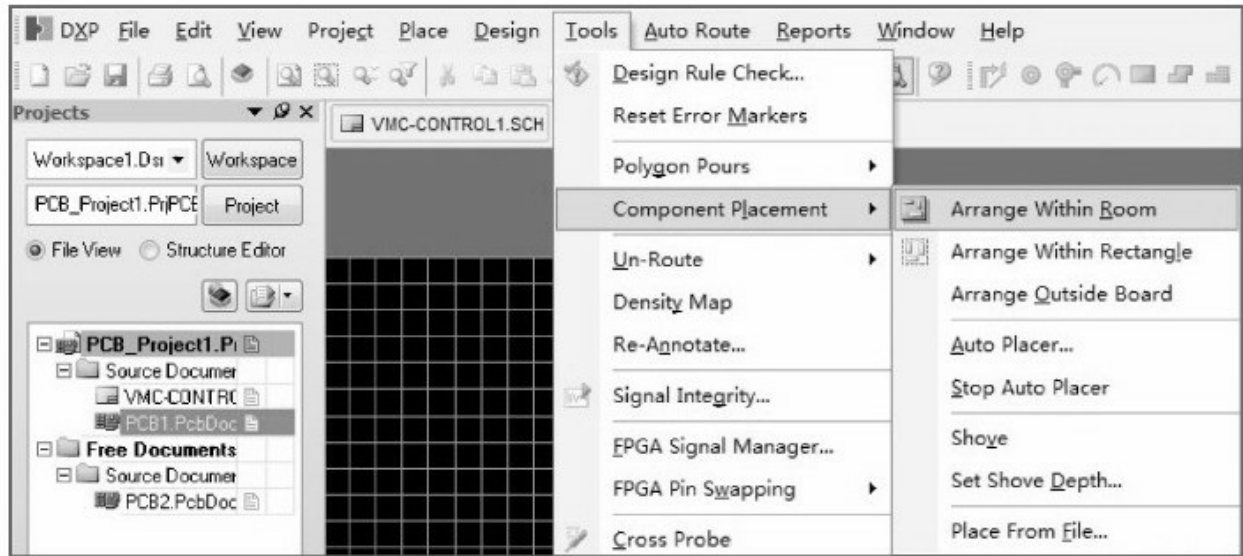 DXP File Edit View Project Place Design Tools Auto Route Reports Window Help
Projects
VMC-CONTROL1.SCH
Workspace1.Dsı Workspace
PCB_Project1.PrjPCE Project
File View Structure Editor
PCB_Project1.Pı
Source Documer
VMC-CONTRC
PCB1.PcbDoc
Free Documents
Source Documer
PCB2.PcbDoc
Design Rule Check...
Reset Error Markers
Polygon Pours
Component Placement
Un-Route
Density Map
Re-Annotate...
Signal Integrity...
FPGA Signal Manager...
FPGA Pin Swapping
Cross Probe
Arrange Within Room
Arrange Within Rectangle
Arrange Outside Board
Auto Placer...
Stop Auto Placer
Shove
Set Shove Depth...
Place From File...